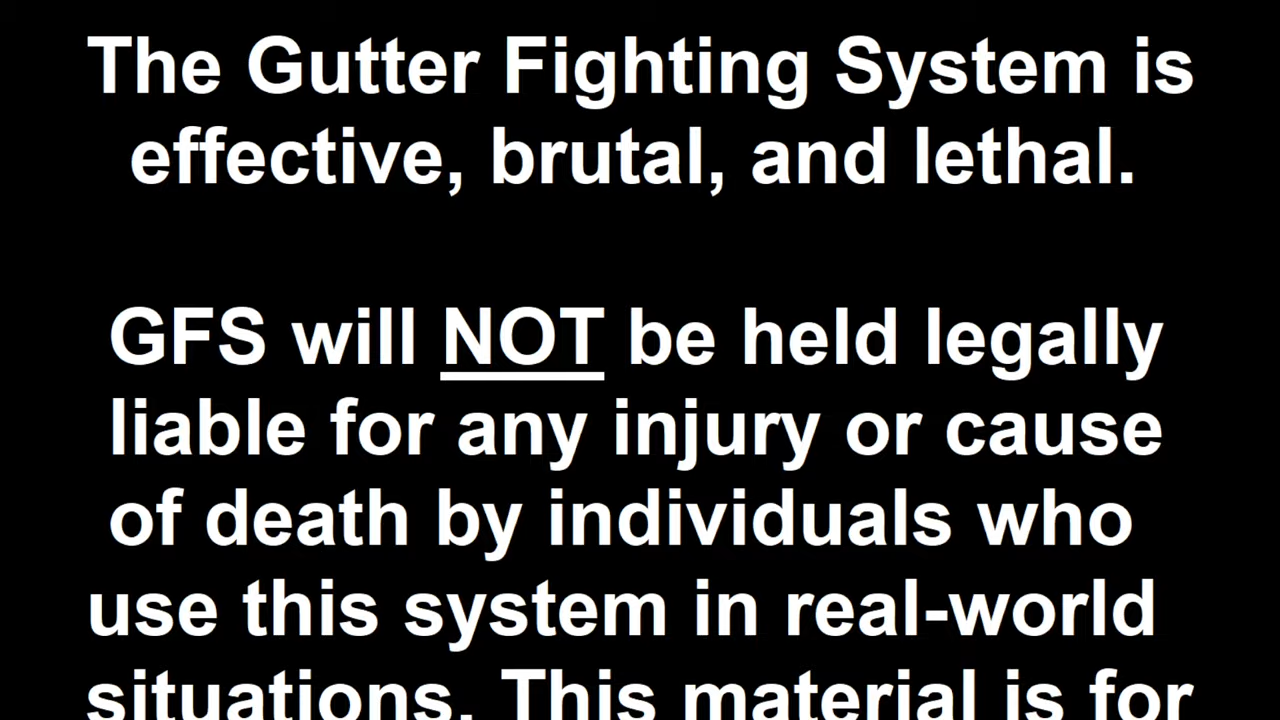 The Gutter Fighting System is
effective, brutal, and lethal.
GFS will NOT be held legally
liable for any injury or cause
of death by individuals who
use this system in real-world
situations. This material is for